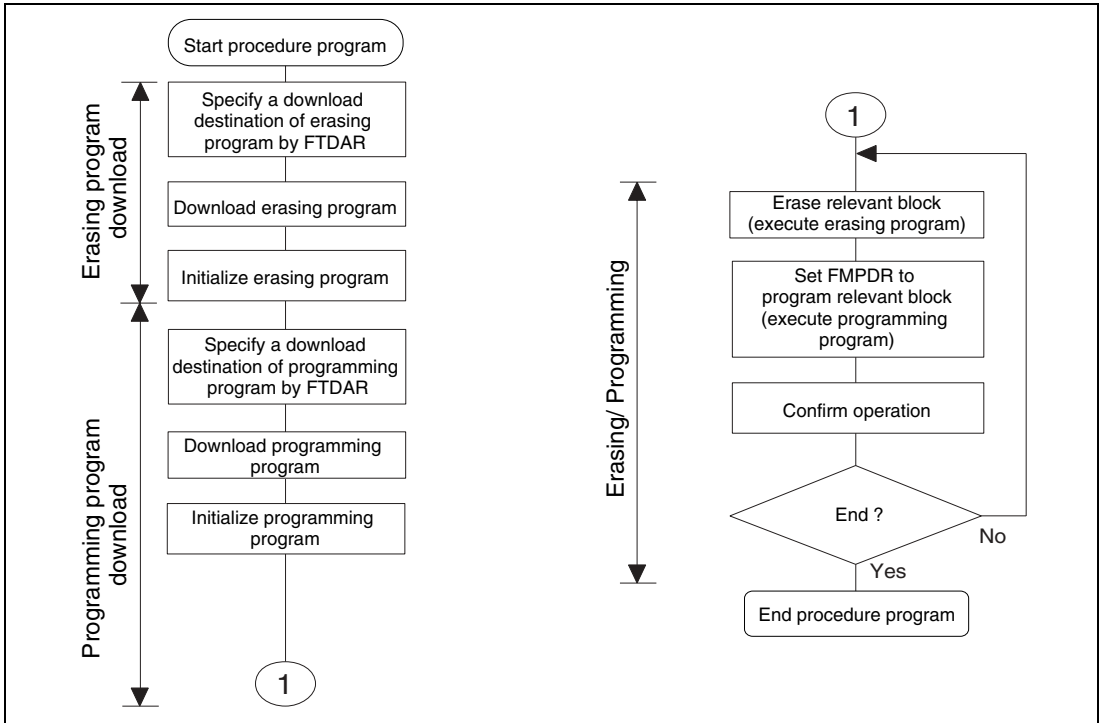 Start procedure program
Erasing program
download
Specify a download
destination of erasing
program by FTDAR
Download erasing program
Initialize erasing program
Programming program
download
Specify a download
destination of programming
program by FTDAR
Download programming
program
Initialize programming
program
1
1
Erasing/ Programming
Erase relevant block
(execute erasing program)
Set FMPDR to
program relevant block
(execute programming
program)
Confirm operation
End ?
No
Yes
End procedure program